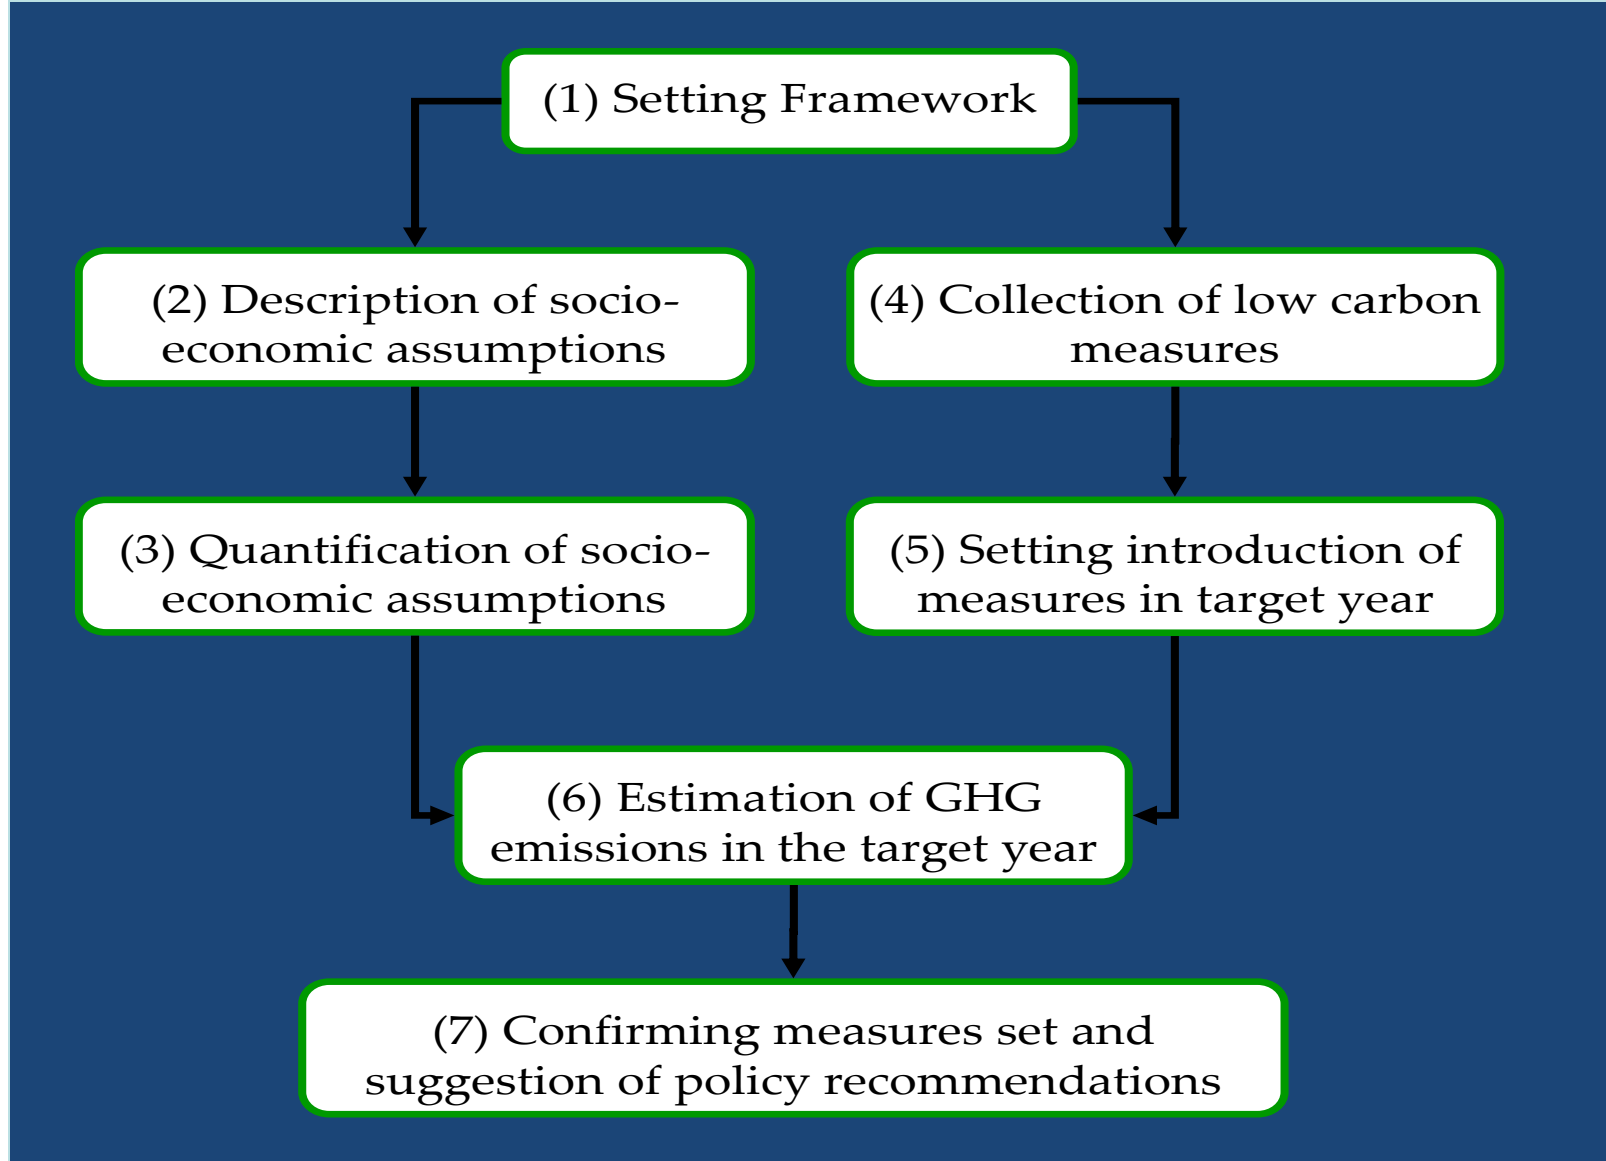 (1) Setting Framework
(2) Description of socio-
economic assumptions
(4) Collection of low carbon
measures
(3) Quantification of socio-
economic assumptions
(5) Setting introduction of
measures in target year
(6) Estimation of GHG
emissions in the target year
(7) Confirming measures set and
suggestion of policy recommendations